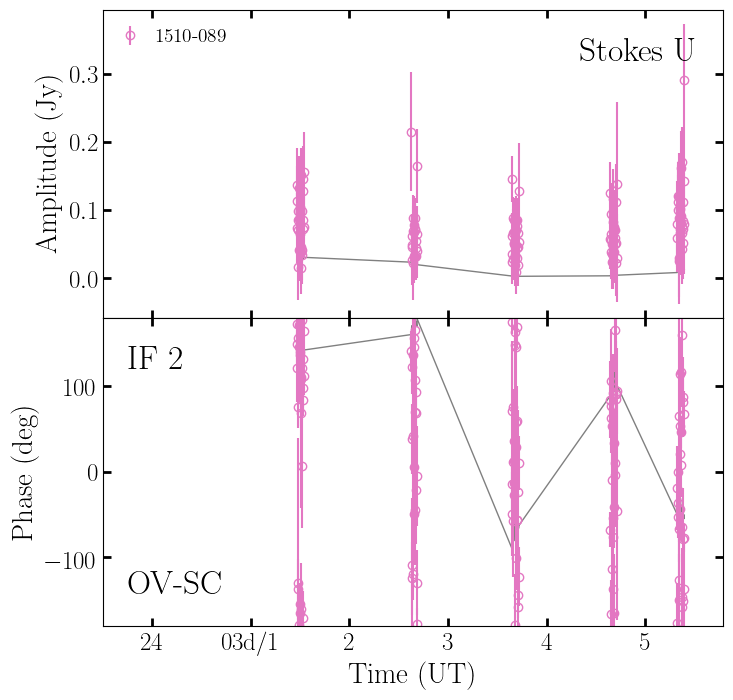 1510-089
Stokes U
Amplitude (Jy)
0.3
0.2
0.1
0.0
IF 2
Phase (deg)
100
0
−100
OV-SC
24 03d/1 2 3 4 5
Time (UT)